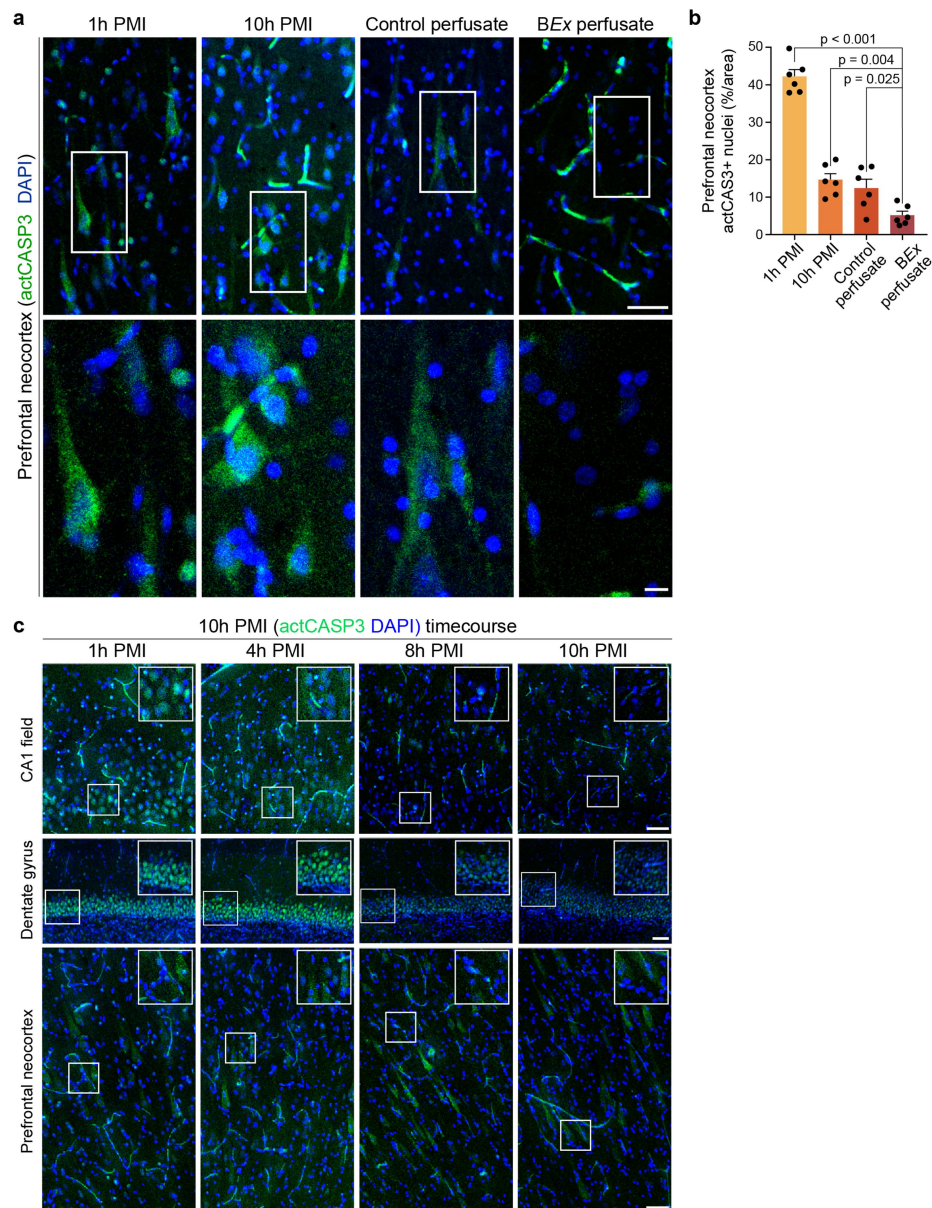 a
1h PMI
10h PMI
Control perfusate
BEx perfusate
Prefrontal neocortex (actCASP3 DAPI)
b
p < 0.001
p = 0.004
p = 0.025
Prefrontal neocortex
actCAS3+ nuclei (%/area)
50
40
30
20
10
0
1h PMI
10h PMI
Control
perfusate
BEx
perfusate
c
10h PMI (actCASP3 DAPI) timecourse
1h PMI
4h PMI
8h PMI
10h PMI
CA1 field
Dentate gyrus
Prefrontal neocortex